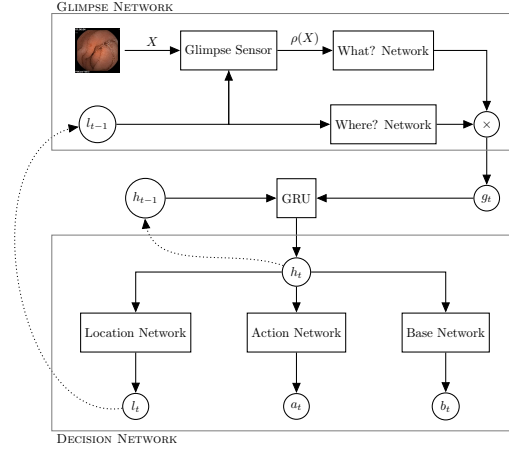 GLIMPSE NETWORK
X
Glimpse Sensor
ρ(X)
What? Network
l_{t−1}
Where? Network
×
h_{t−1}
GRU
g_t
h_t
Location Network
Action Network
Base Network
l_t
a_t
b_t
DECISION NETWORK